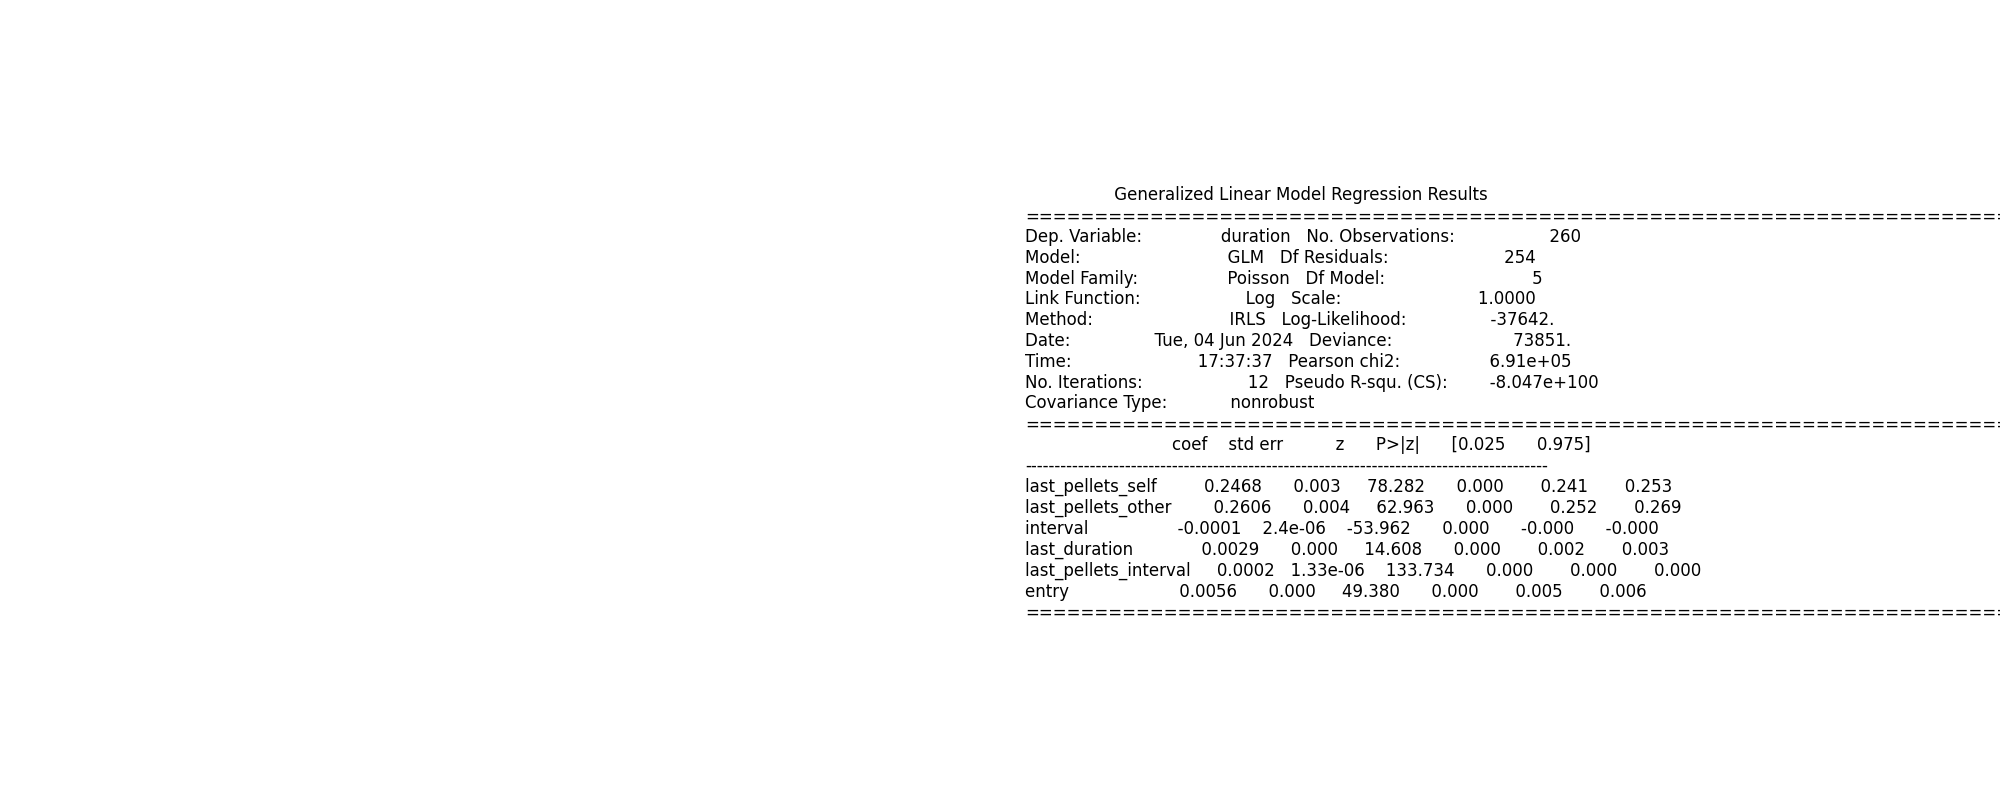 Generalized Linear Model Regression Results
==============================================================================
Dep. Variable: duration No. Observations: 260
Model: GLM Df Residuals: 254
Model Family: Poisson Df Model: 5
Link Function: Log Scale: 1.0000
Method: IRLS Log-Likelihood: -37642.
Date: Tue, 04 Jun 2024 Deviance: 73851.
Time: 17:37:37 Pearson chi2: 6.91e+05
No. Iterations: 12 Pseudo R-squ. (CS): -8.047e+100
Covariance Type: nonrobust
==============================================================================
coef std err z P>|z| [0.025 0.975]
------------------------------------------------------------------------------------------
last_pellets_self 0.2468 0.003 78.282 0.000 0.241 0.253
last_pellets_other 0.2606 0.004 62.963 0.000 0.252 0.269
interval -0.0001 2.4e-06 -53.962 0.000 -0.000 -0.000
last_duration 0.0029 0.000 14.608 0.000 0.002 0.003
last_pellets_interval 0.0002 1.33e-06 133.734 0.000 0.000 0.000
entry 0.0056 0.000 49.380 0.000 0.005 0.006
==============================================================================